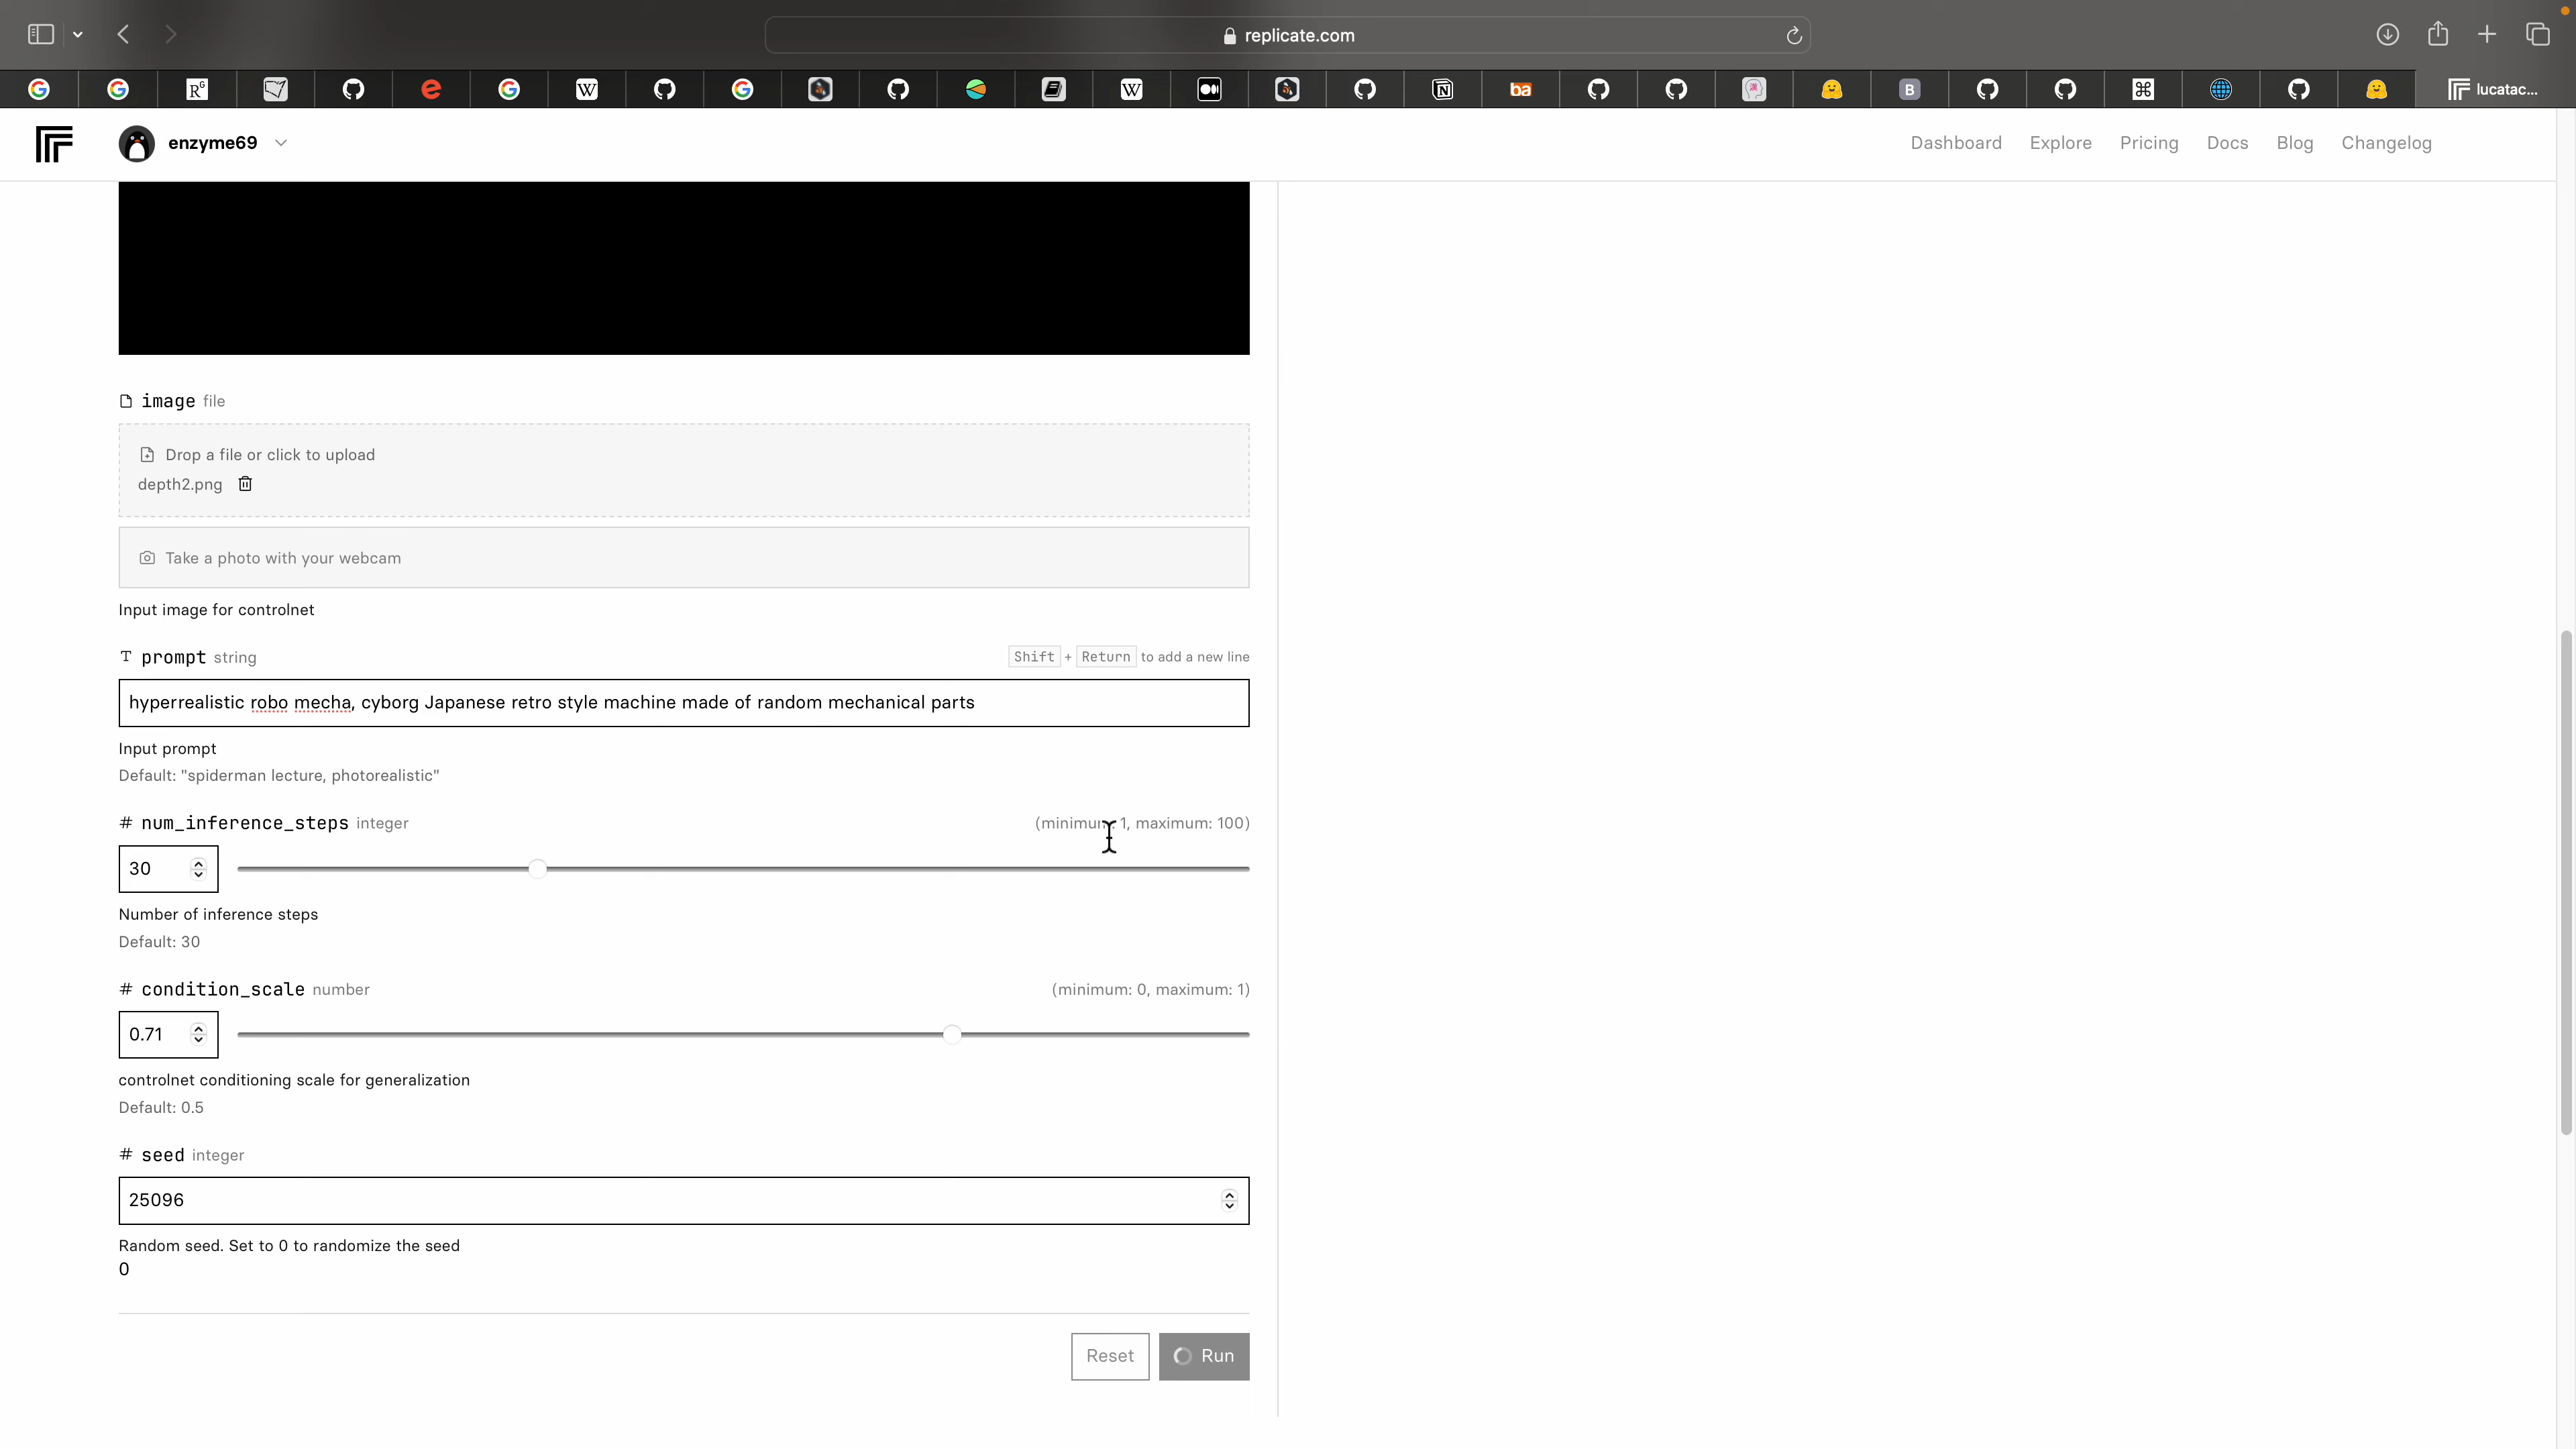 replicate.com
lucatac...
enzyme69
Dashboard Explore Pricing Docs Blog Changelog
image file
Drop a file or click to upload
depth2.png
Take a photo with your webcam
Input image for controlnet
prompt string Shift + Return to add a new line
hyperrealistic robo mecha, cyborg Japanese retro style machine made of random mechanical parts
Input prompt
Default: "spiderman lecture, photorealistic"
# num_inference_steps integer (minimum: 1, maximum: 100)
30
Number of inference steps
Default: 30
# condition_scale number (minimum: 0, maximum: 1)
0.71
controlnet conditioning scale for generalization
Default: 0.5
# seed integer
25096
Random seed. Set to 0 to randomize the seed
0
Reset Run